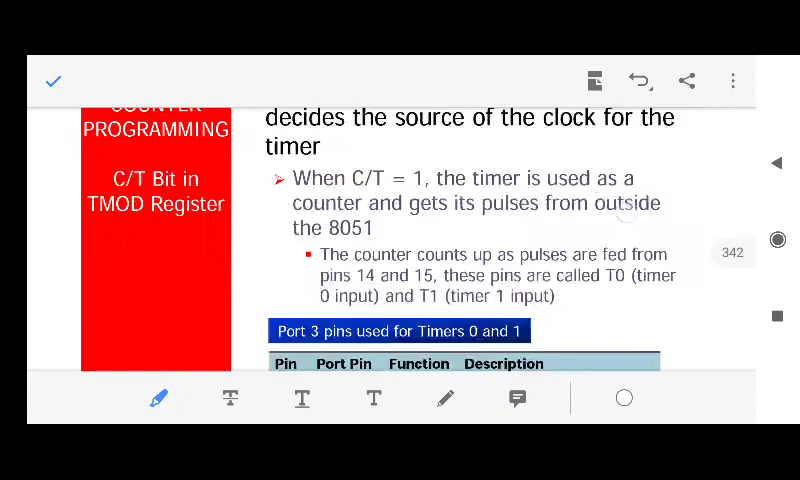 COUNTER
PROGRAMMING
C/T Bit in
TMOD Register
decides the source of the clock for the
timer
When C/T = 1, the timer is used as a
counter and gets its pulses from outside
the 8051
The counter counts up as pulses are fed from
pins 14 and 15, these pins are called T0 (timer
0 input) and T1 (timer 1 input)
Port 3 pins used for Timers 0 and 1
Pin Port Pin Function Description
342